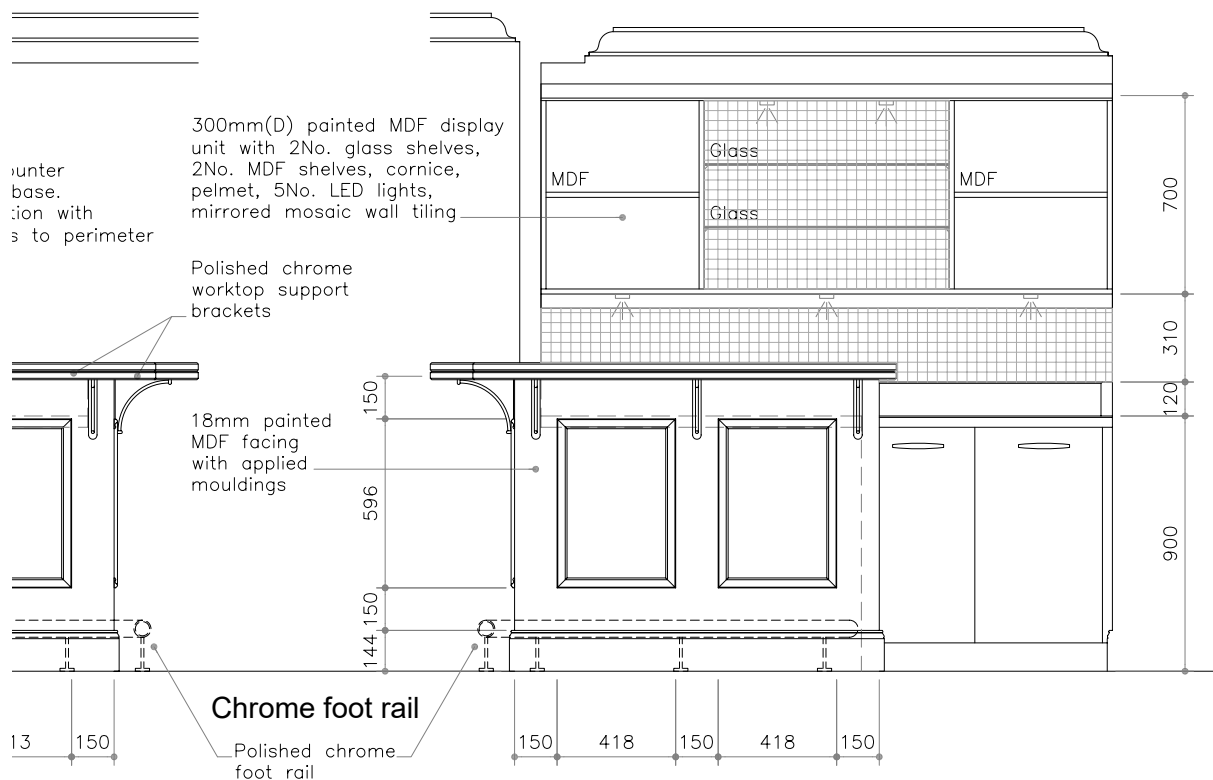 300mm(D) painted MDF display
unit with 2No. glass shelves,
2No. MDF shelves, cornice,
pelmet, 5No. LED lights,
mirrored mosaic wall tiling
base.
with
to perimeter
Polished chrome
worktop support
brackets
18mm painted
MDF facing
with applied
mouldings
Chrome foot rail
Polished chrome
foot rail
MDF
Glass
Glass
MDF
700
310
120
900
150
596
150
144
13
150
150
418
150
418
150